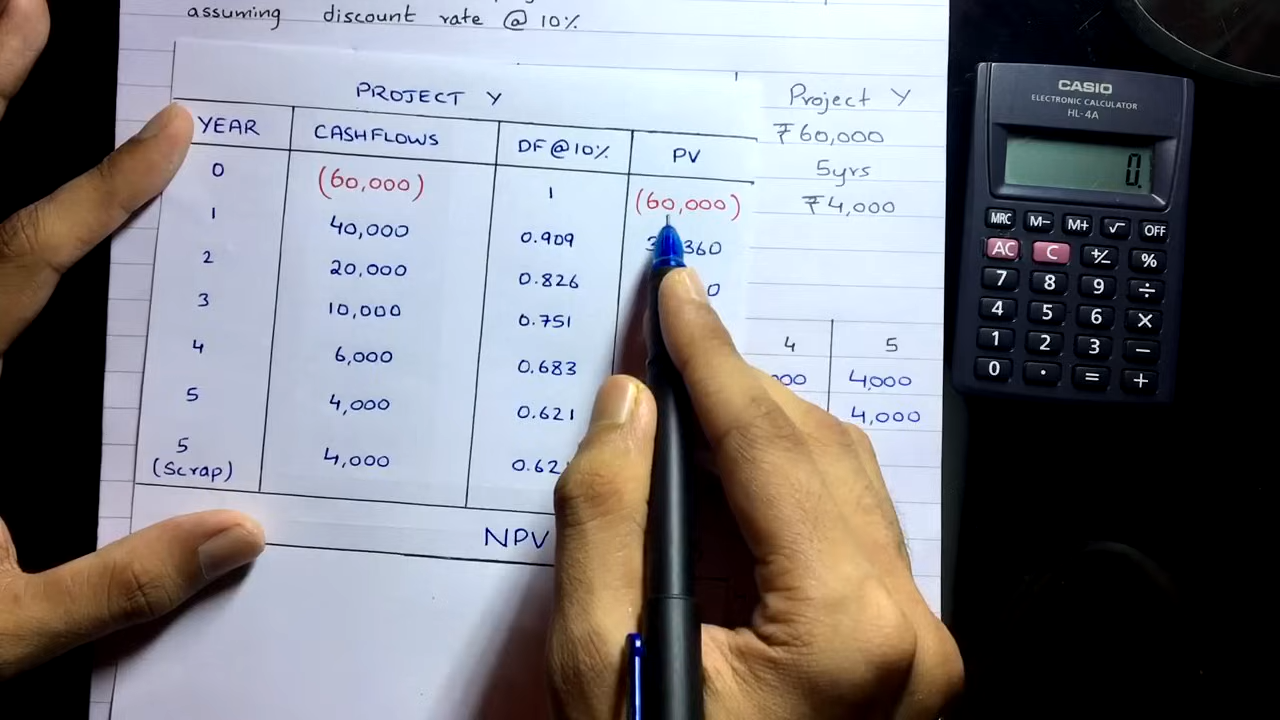 assuming discount rate @ 10%
PROJECT Y
YEAR CASHFLOWS DF@10% PV
0 (60,000) 1 (60,000)
1 40,000 0.909 360
2 20,000 0.826 0
3 10,000 0.751
4 6,000 0.683
5 4,000 0.621
5 (Scrap) 4,000 0.62
NPV
Project Y
₹60,000
5yrs
₹4,000
4 5
000 4,000
4,000
CASIO
ELECTRONIC CALCULATOR
HL-4A
0.
MRC M− M+ √ OFF
AC C +/− %
7 8 9 ÷
4 5 6 ×
1 2 3 −
0 . = +